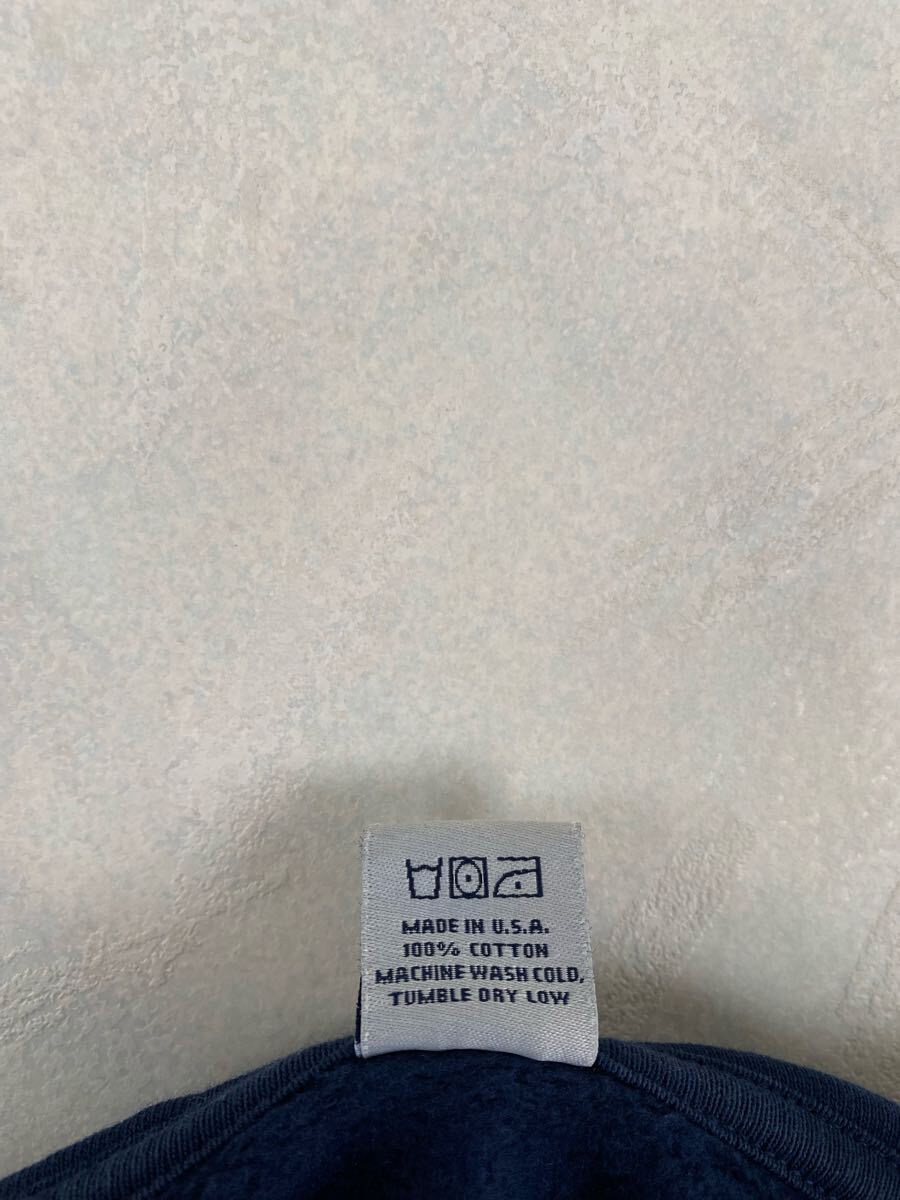 MADE IN U.S.A.
100% COTTON
MACHINE WASH COLD,
TUMBLE DRY LOW